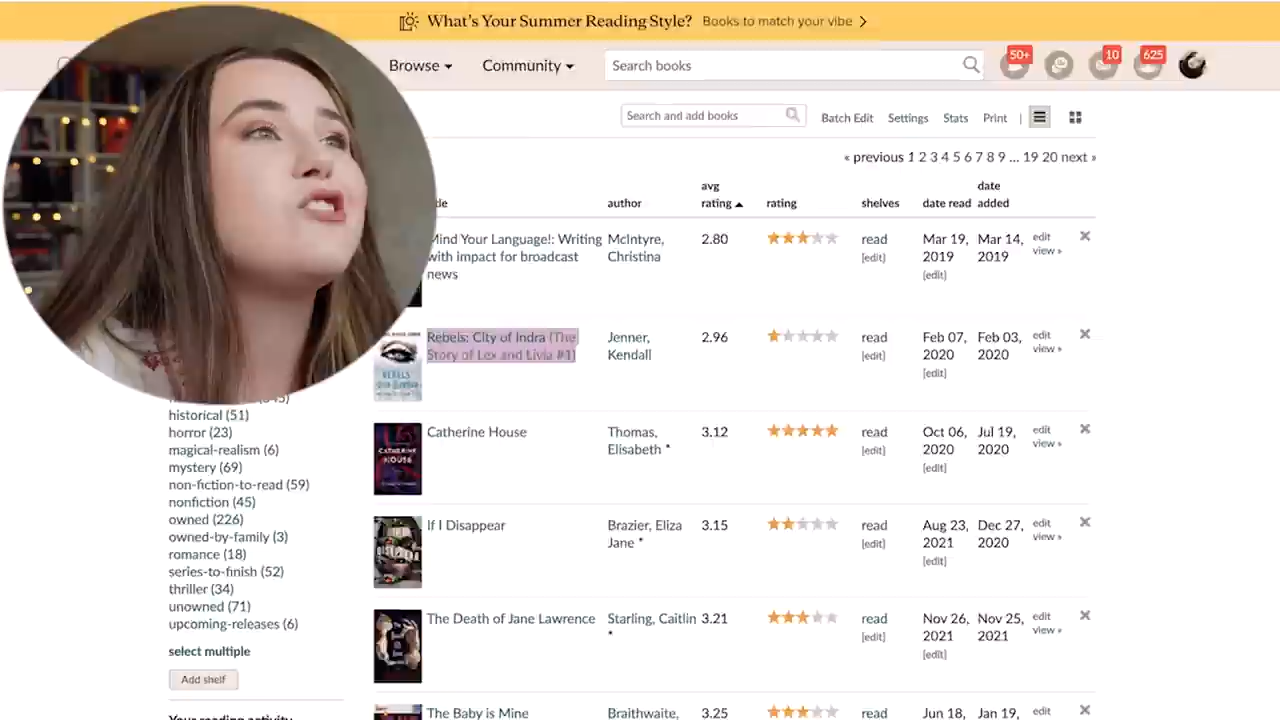 What's Your Summer Reading Style? Books to match your vibe
Browse Community Search books 50+ 10 625
Search and add books Batch Edit Settings Stats Print |
« previous 1 2 3 4 5 6 7 8 9 ... 19 20 next »
author avg rating rating shelves date read date added
Mind Your Language!: Writing with impact for broadcast news McIntyre, Christina 2.80 read [edit] Mar 19, 2019 [edit] Mar 14, 2019 edit view »
Rebels: City of Indra (The Story of Lex and Livia #1) Jenner, Kendall 2.96 read [edit] Feb 07, 2020 [edit] Feb 03, 2020 edit view »
Catherine House Thomas, Elisabeth * 3.12 read [edit] Oct 06, 2020 [edit] Jul 19, 2020 edit view »
If I Disappear Brazier, Eliza Jane * 3.15 read [edit] Aug 23, 2021 [edit] Dec 27, 2020 edit view »
The Death of Jane Lawrence Starling, Caitlin * 3.21 read [edit] Nov 26, 2021 [edit] Nov 25, 2021 edit view »
The Baby is Mine Braithwaite, 3.25 read Jun 18, Jan 19, edit
historical (51)
horror (23)
magical-realism (6)
mystery (69)
non-fiction-to-read (59)
nonfiction (45)
owned (226)
owned-by-family (3)
romance (18)
series-to-finish (52)
thriller (34)
unowned (71)
upcoming-releases (6)
select multiple
Add shelf
Your reading activity
CATHERINE HOUSE
REBELS